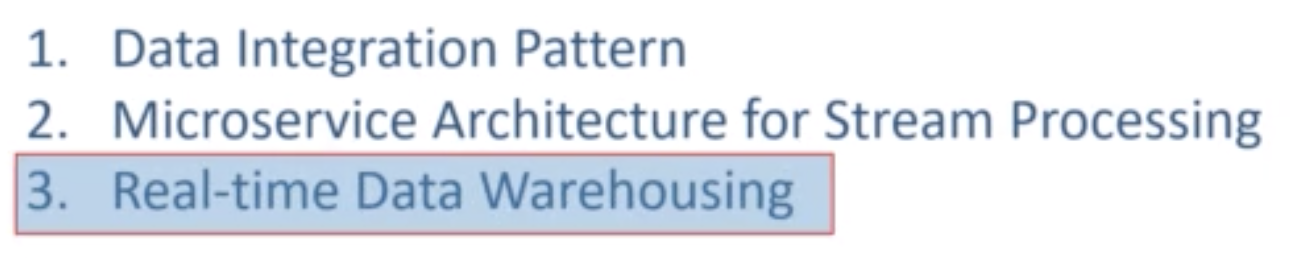 1. Data Integration Pattern
2. Microservice Architecture for Stream Processing
3. Real-time Data Warehousing